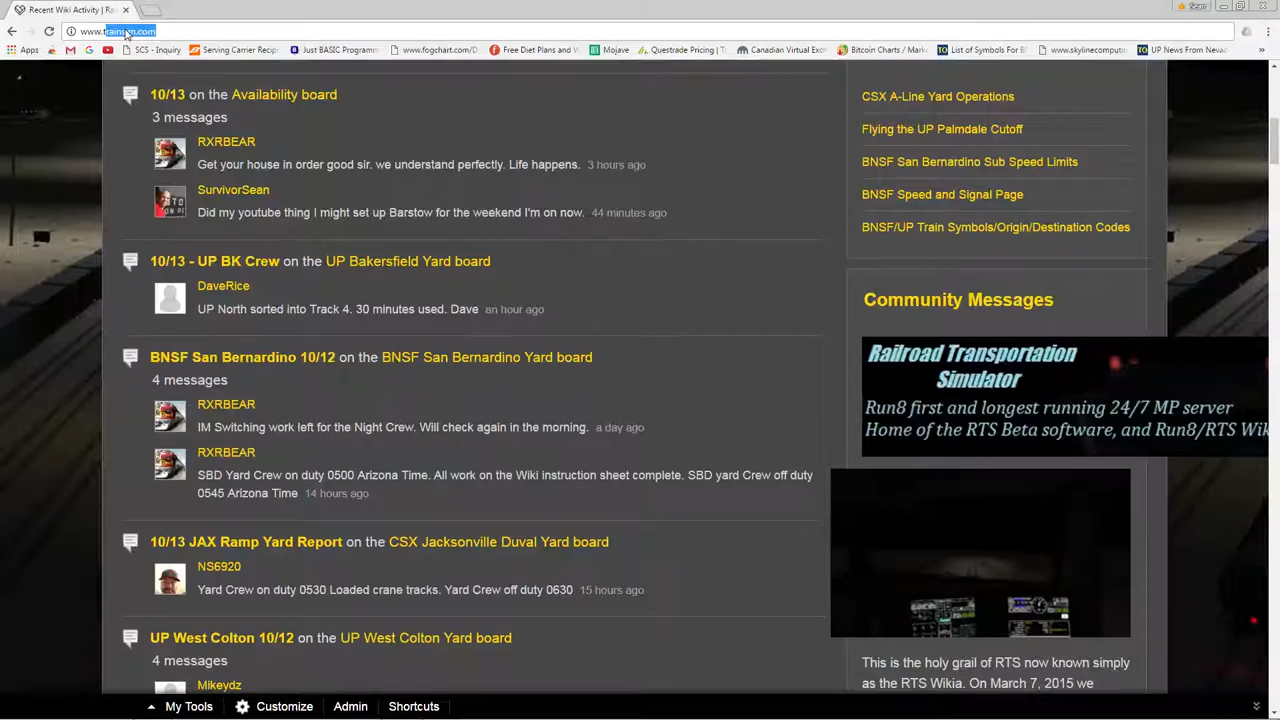 Recent Wiki Activity | Ra
Sean
www.
Apps
SCS - Inquiry
Serving Carrier Recip
Just BASIC Programm
www.fogchart.com/D
Free Diet Plans and W
Mojave
Questrade Pricing | T
Canadian Virtual Exc
Bitcoin Charts / Mark
List of Symbols For B
www.skylinecomputi
UP News From Neva
10/13 on the Availability board
3 messages
RXRBEAR
Get your house in order good sir. we understand perfectly. Life happens. 3 hours ago
SurvivorSean
Did my youtube thing I might set up Barstow for the weekend I'm on now. 44 minutes ago
10/13 - UP BK Crew on the UP Bakersfield Yard board
DaveRice
UP North sorted into Track 4. 30 minutes used. Dave an hour ago
BNSF San Bernardino 10/12 on the BNSF San Bernardino Yard board
4 messages
RXRBEAR
IM Switching work left for the Night Crew. Will check again in the morning. a day ago
RXRBEAR
SBD Yard Crew on duty 0500 Arizona Time. All work on the Wiki instruction sheet complete. SBD yard Crew off duty
0545 Arizona Time 14 hours ago
10/13 JAX Ramp Yard Report on the CSX Jacksonville Duval Yard board
NS6920
Yard Crew on duty 0530 Loaded crane tracks. Yard Crew off duty 0630 15 hours ago
UP West Colton 10/12 on the UP West Colton Yard board
4 messages
Mikeydz
CSX A-Line Yard Operations
Flying the UP Palmdale Cutoff
BNSF San Bernardino Sub Speed Limits
BNSF Speed and Signal Page
BNSF/UP Train Symbols/Origin/Destination Codes
Community Messages
Railroad Transportation
Simulator
Run8 first and longest running 24/7 MP server
Home of the RTS Beta software, and Run8/RTS Wik
This is the holy grail of RTS now known simply
as the RTS Wikia. On March 7, 2015 we
My Tools
Customize
Admin
Shortcuts